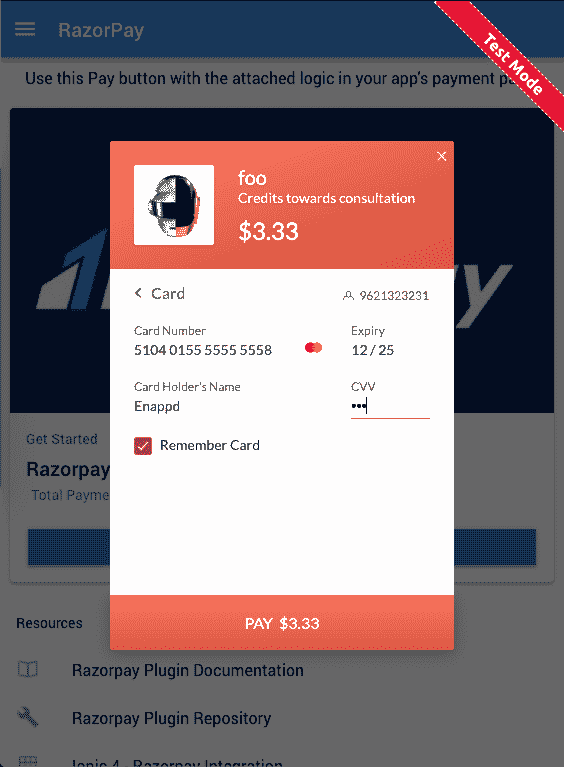 RazorPay
Test Mode
Use this Pay button with the attached logic in your app's payment
foo
Credits towards consultation
$3.33
Card
9621323231
Card Number
Expiry
5104 0155 5555 5558
12 / 25
Card Holder's Name
CVV
Enappd
•••
Remember Card
Get Started
Razorpay
Total Payme
PAY $3.33
Resources
Razorpay Plugin Documentation
Razorpay Plugin Repository
Ionic 4 - Razorpay Integration